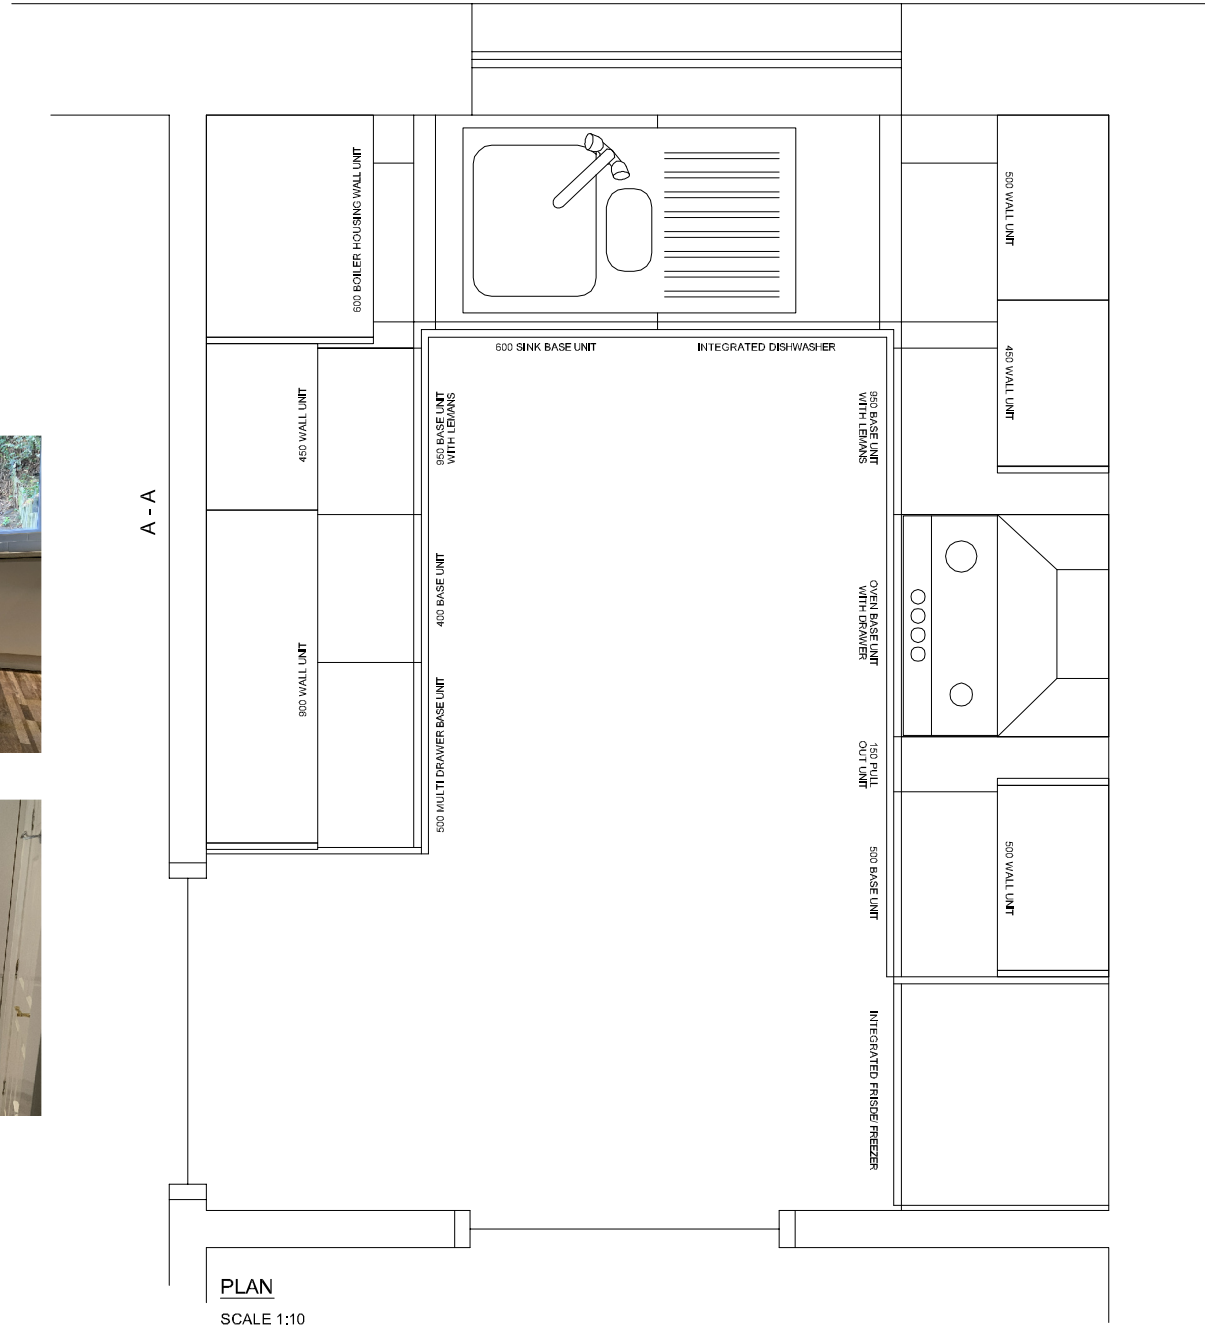 600 BOILER HOUSING WALL UNIT
500 WALL UNIT
600 SINK BASE UNIT
INTEGRATED DISHWASHER
450 WALL UNIT
450 WALL UNIT
950 BASE UNIT
WITH LEMANS
950 BASE UNIT
WITH LEMANS
A - A
400 BASE UNIT
OVEN BASE UNIT
WITH DRAWER
900 WALL UNIT
500 MULTI DRAWER BASE UNIT
150 PULL
OUT UNIT
500 BASE UNIT
500 WALL UNIT
INTEGRATED FRISDE/ FREEZER
PLAN
SCALE 1:10